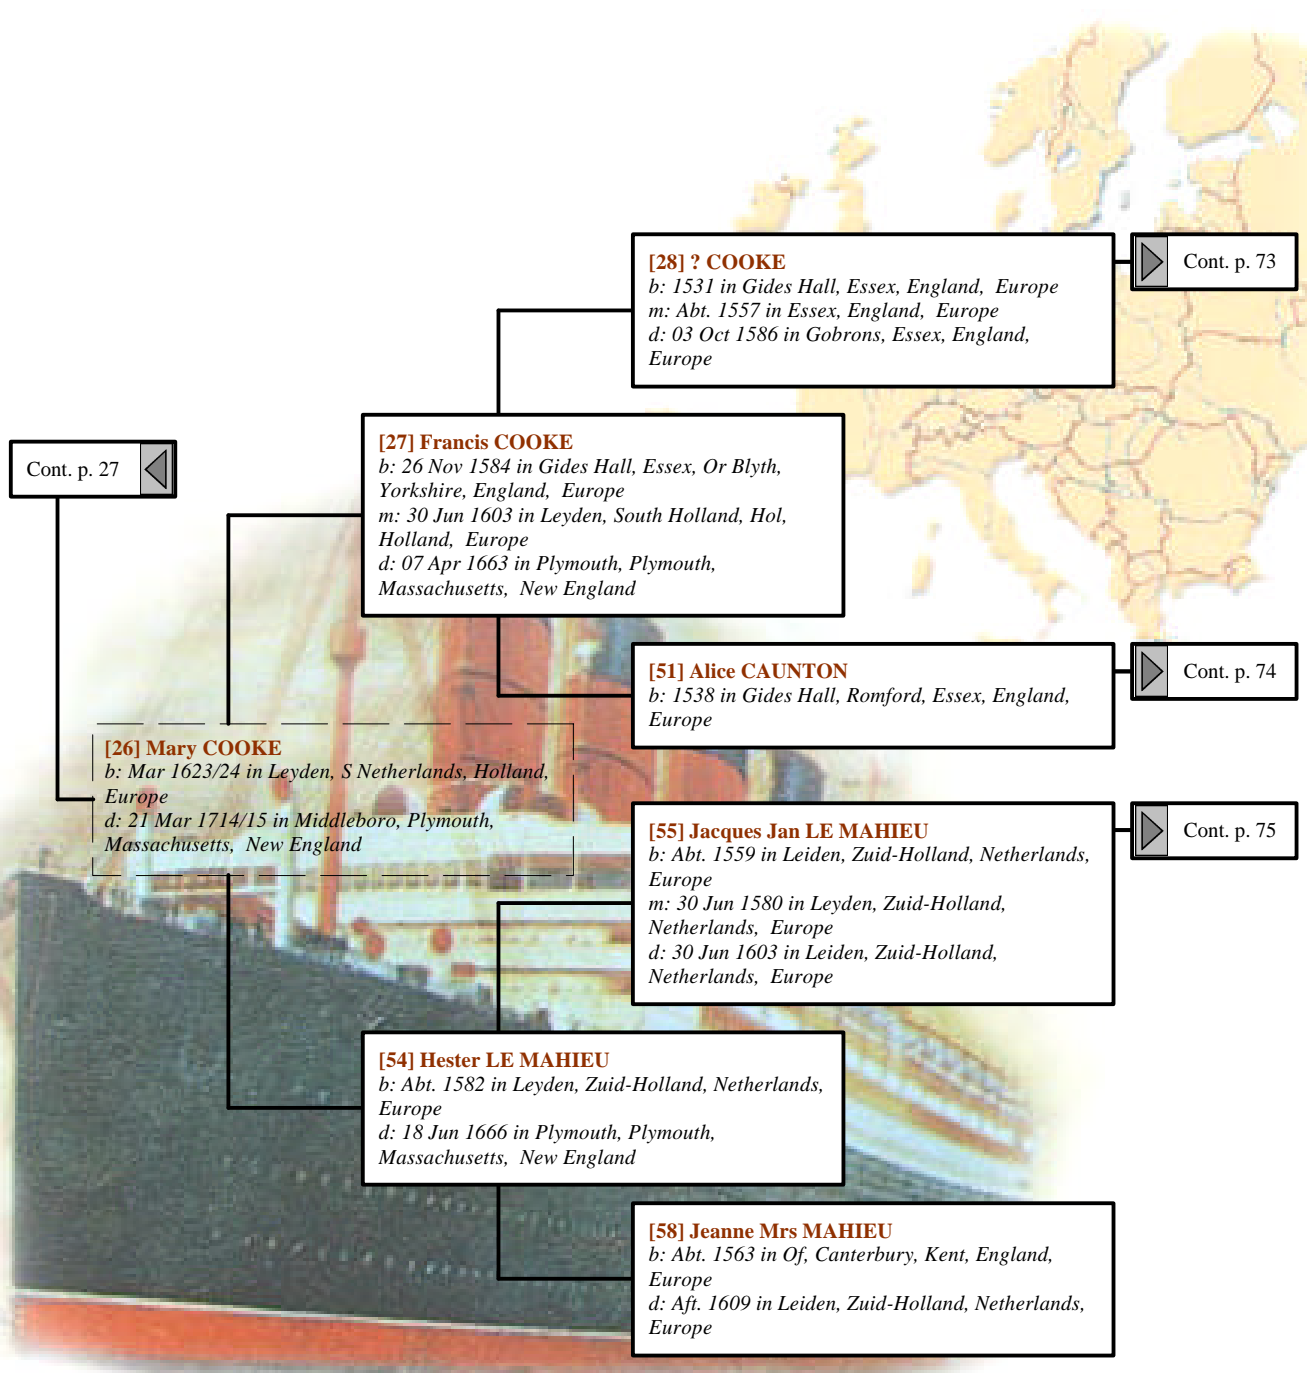 [28] ? COOKE
b: 1531 in Gides Hall, Essex, England, Europe
m: Abt. 1557 in Essex, England, Europe
d: 03 Oct 1586 in Gobrons, Essex, England,
Europe
Cont. p. 73
[27] Francis COOKE
b: 26 Nov 1584 in Gides Hall, Essex, Or Blyth,
Yorkshire, England, Europe
m: 30 Jun 1603 in Leyden, South Holland, Hol,
Holland, Europe
d: 07 Apr 1663 in Plymouth, Plymouth,
Massachusetts, New England
Cont. p. 27
[51] Alice CAUNTON
b: 1538 in Gides Hall, Romford, Essex, England,
Europe
Cont. p. 74
[26] Mary COOKE
b: Mar 1623/24 in Leyden, S Netherlands, Holland,
Europe
d: 21 Mar 1714/15 in Middleboro, Plymouth,
Massachusetts, New England
[55] Jacques Jan LE MAHIEU
b: Abt. 1559 in Leiden, Zuid-Holland, Netherlands,
Europe
m: 30 Jun 1580 in Leyden, Zuid-Holland,
Netherlands, Europe
d: 30 Jun 1603 in Leiden, Zuid-Holland,
Netherlands, Europe
Cont. p. 75
[54] Hester LE MAHIEU
b: Abt. 1582 in Leyden, Zuid-Holland, Netherlands,
Europe
d: 18 Jun 1666 in Plymouth, Plymouth,
Massachusetts, New England
[58] Jeanne Mrs MAHIEU
b: Abt. 1563 in Of, Canterbury, Kent, England,
Europe
d: Aft. 1609 in Leiden, Zuid-Holland, Netherlands,
Europe